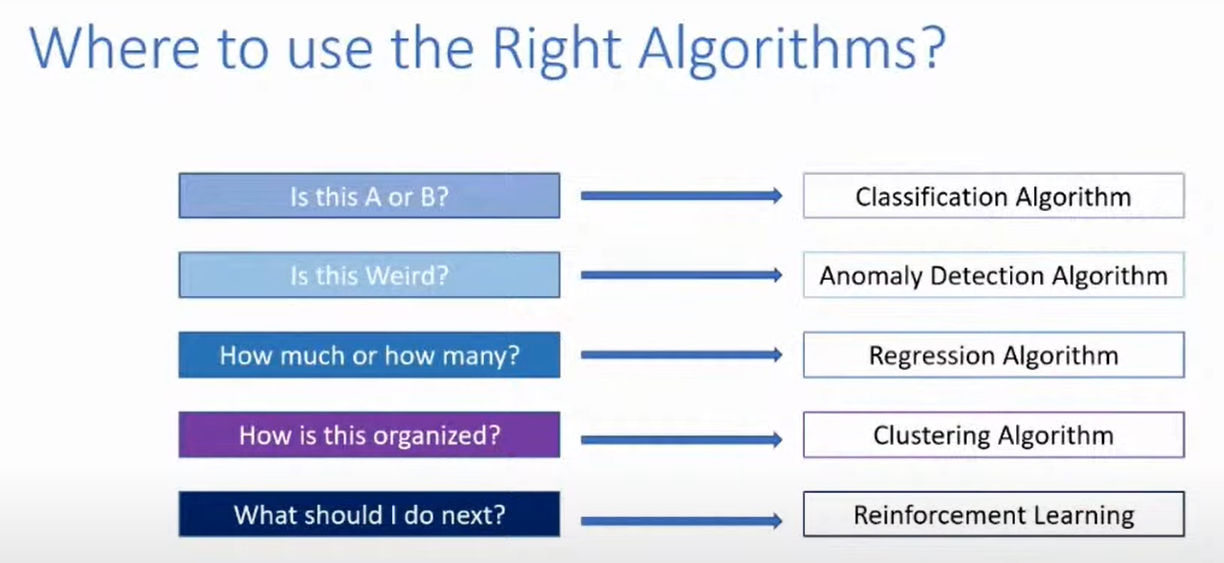 Where to use the Right Algorithms?
Is this A or B?
Classification Algorithm
Is this Weird?
Anomaly Detection Algorithm
How much or how many?
Regression Algorithm
How is this organized?
Clustering Algorithm
What should I do next?
Reinforcement Learning